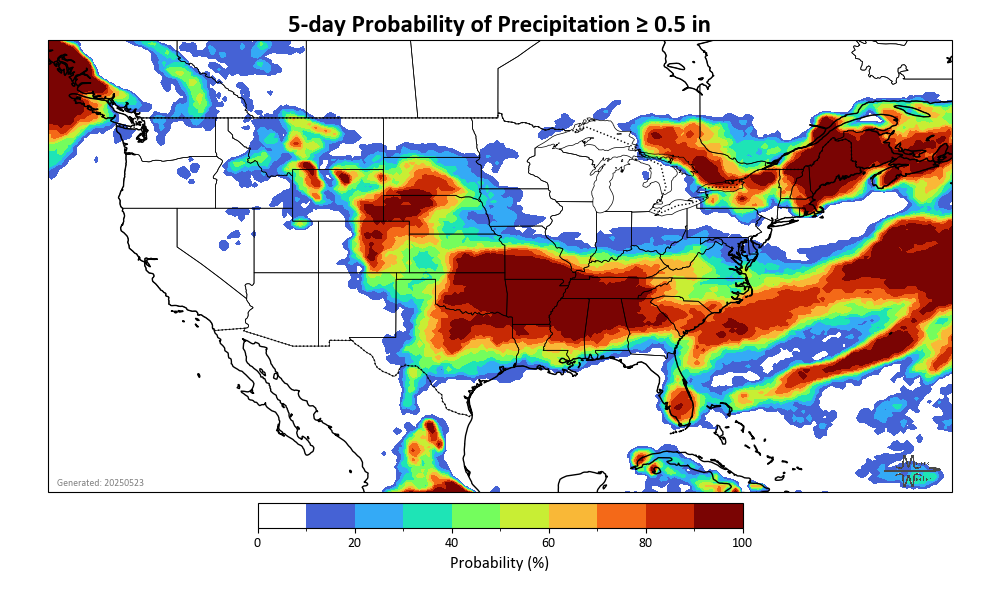 5-day Probability of Precipitation ≥ 0.5 in
Generated: 20250523
0 20 40 60 80 100
Probability (%)